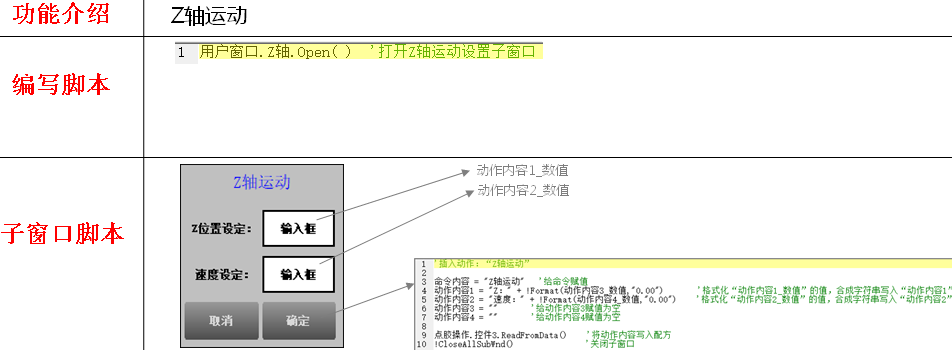 功能介绍
Z轴运动
编写脚本
1 用户窗口.Z轴.Open( ) '打开Z轴运动设置子窗口
子窗口脚本
Z轴运动
Z位置设定： 输入框
速度设定： 输入框
取消 确定
动作内容1_数值
动作内容2_数值
1 '插入动作：“Z轴运动”
2
3 命令内容 = "Z轴运动" '给命令赋值
4 动作内容1 = "Z：" + !Format(动作内容3_数值,"0.00") '格式化“动作内容1_数值”的值，合成字符串写入“动作内容1”
5 动作内容2 = "速度：" + !Format(动作内容4_数值,"0.00") '格式化“动作内容2_数值”的值，合成字符串写入“动作内容2”
6 动作内容3 = "" '给动作内容3赋值为空
7 动作内容4 = "" '给动作内容4赋值为空
8
9 点胶操作.控件3.ReadFromData() '将动作内容写入配方
10 !CloseAllSubWnd() '关闭子窗口